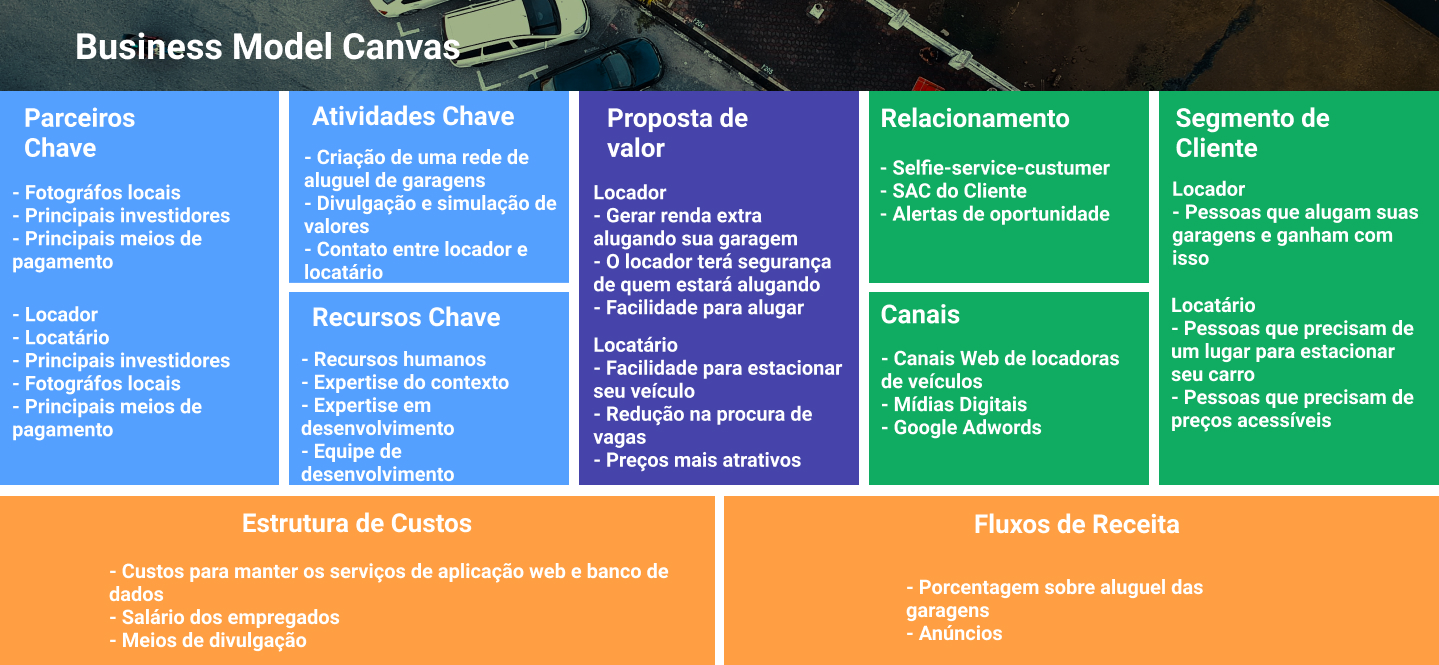 Business Model Canvas
Parceiros
Chave
- Fotográfos locais
- Principais investidores
- Principais meios de
pagamento
- Locador
- Locatário
- Principais investidores
- Fotográfos locais
- Principais meios de
pagamento
Atividades Chave
- Criação de uma rede de
aluguel de garagens
- Divulgação e simulação de
valores
- Contato entre locador e
locatário
Recursos Chave
- Recursos humanos
- Expertise do contexto
- Expertise em
desenvolvimento
- Equipe de
desenvolvimento
Proposta de
valor
Locador
- Gerar renda extra
alugando sua garagem
- O locador terá segurança
de quem estará alugando
- Facilidade para alugar
Locatário
- Facilidade para estacionar
seu veículo
- Redução na procura de
vagas
- Preços mais atrativos
Relacionamento
- Selfie-service-custumer
- SAC do Cliente
- Alertas de oportunidade
Canais
- Canais Web de locadoras
de veículos
- Mídias Digitais
- Google Adwords
Segmento de
Cliente
Locador
- Pessoas que alugam suas
garagens e ganham com
isso
Locatário
- Pessoas que precisam de
um lugar para estacionar
seu carro
- Pessoas que precisam de
preços acessíveis
Estrutura de Custos
- Custos para manter os serviços de aplicação web e banco de
dados
- Salário dos empregados
- Meios de divulgação
Fluxos de Receita
- Porcentagem sobre aluguel das
garagens
- Anúncios